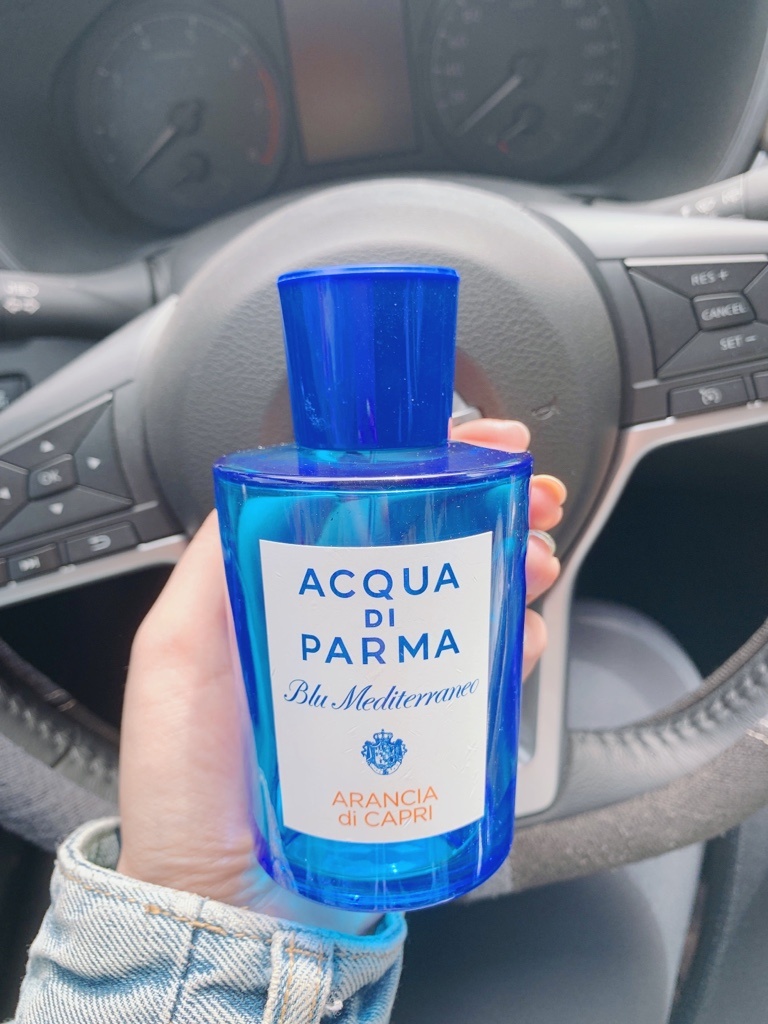 RES +
CANCEL
SET −
OK
ACQUA
DI
PARMA
Blu Mediterraneo
ARANCIA
di CAPRI